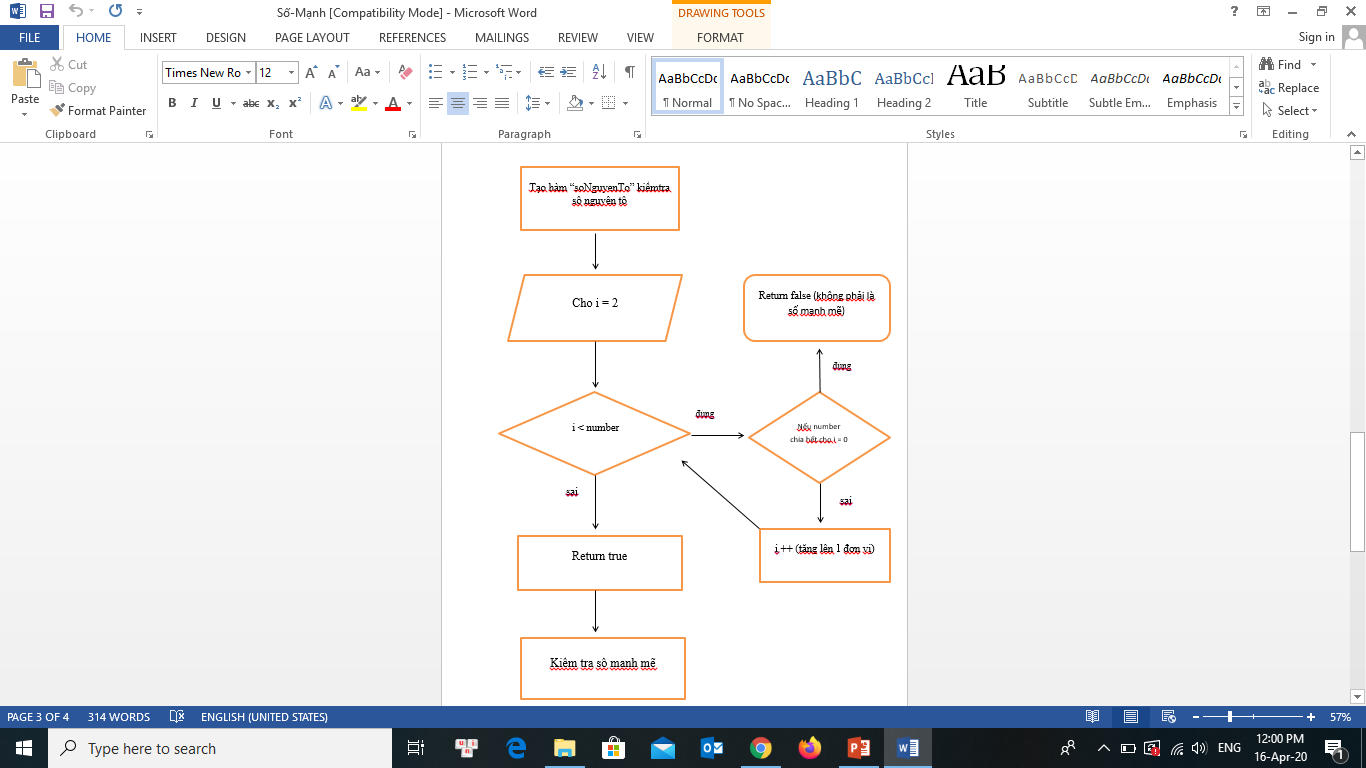 Số-Mạnh [Compatibility Mode] - Microsoft Word
DRAWING TOOLS
FILE HOME INSERT DESIGN PAGE LAYOUT REFERENCES MAILINGS REVIEW VIEW FORMAT
Sign in
Paste
Cut
Copy
Format Painter
Clipboard
Times New Ro 12
Font
Paragraph
AaBbCcDc AaBbCcDc AaBbC AaBbCcI AaB AaBbCcD AaBbCcDc AaBbCcDc
¶ Normal ¶ No Spac... Heading 1 Heading 2 Title Subtitle Subtle Em... Emphasis
Styles
Find
Replace
Select
Editing
Tạo hàm “soNguyenTo” kiểmtra
số nguyên tố
Cho i = 2
Return false (không phải là
số mạnh mẽ)
đúng
i < number
đung
Nếu number
chia hết cho i = 0
sai
sai
Return true
i ++ (tăng lên 1 đơn vị)
Kiểm tra số mạnh mẽ
PAGE 3 OF 4 314 WORDS ENGLISH (UNITED STATES) 57%
Type here to search
ENG
12:00 PM
16-Apr-20